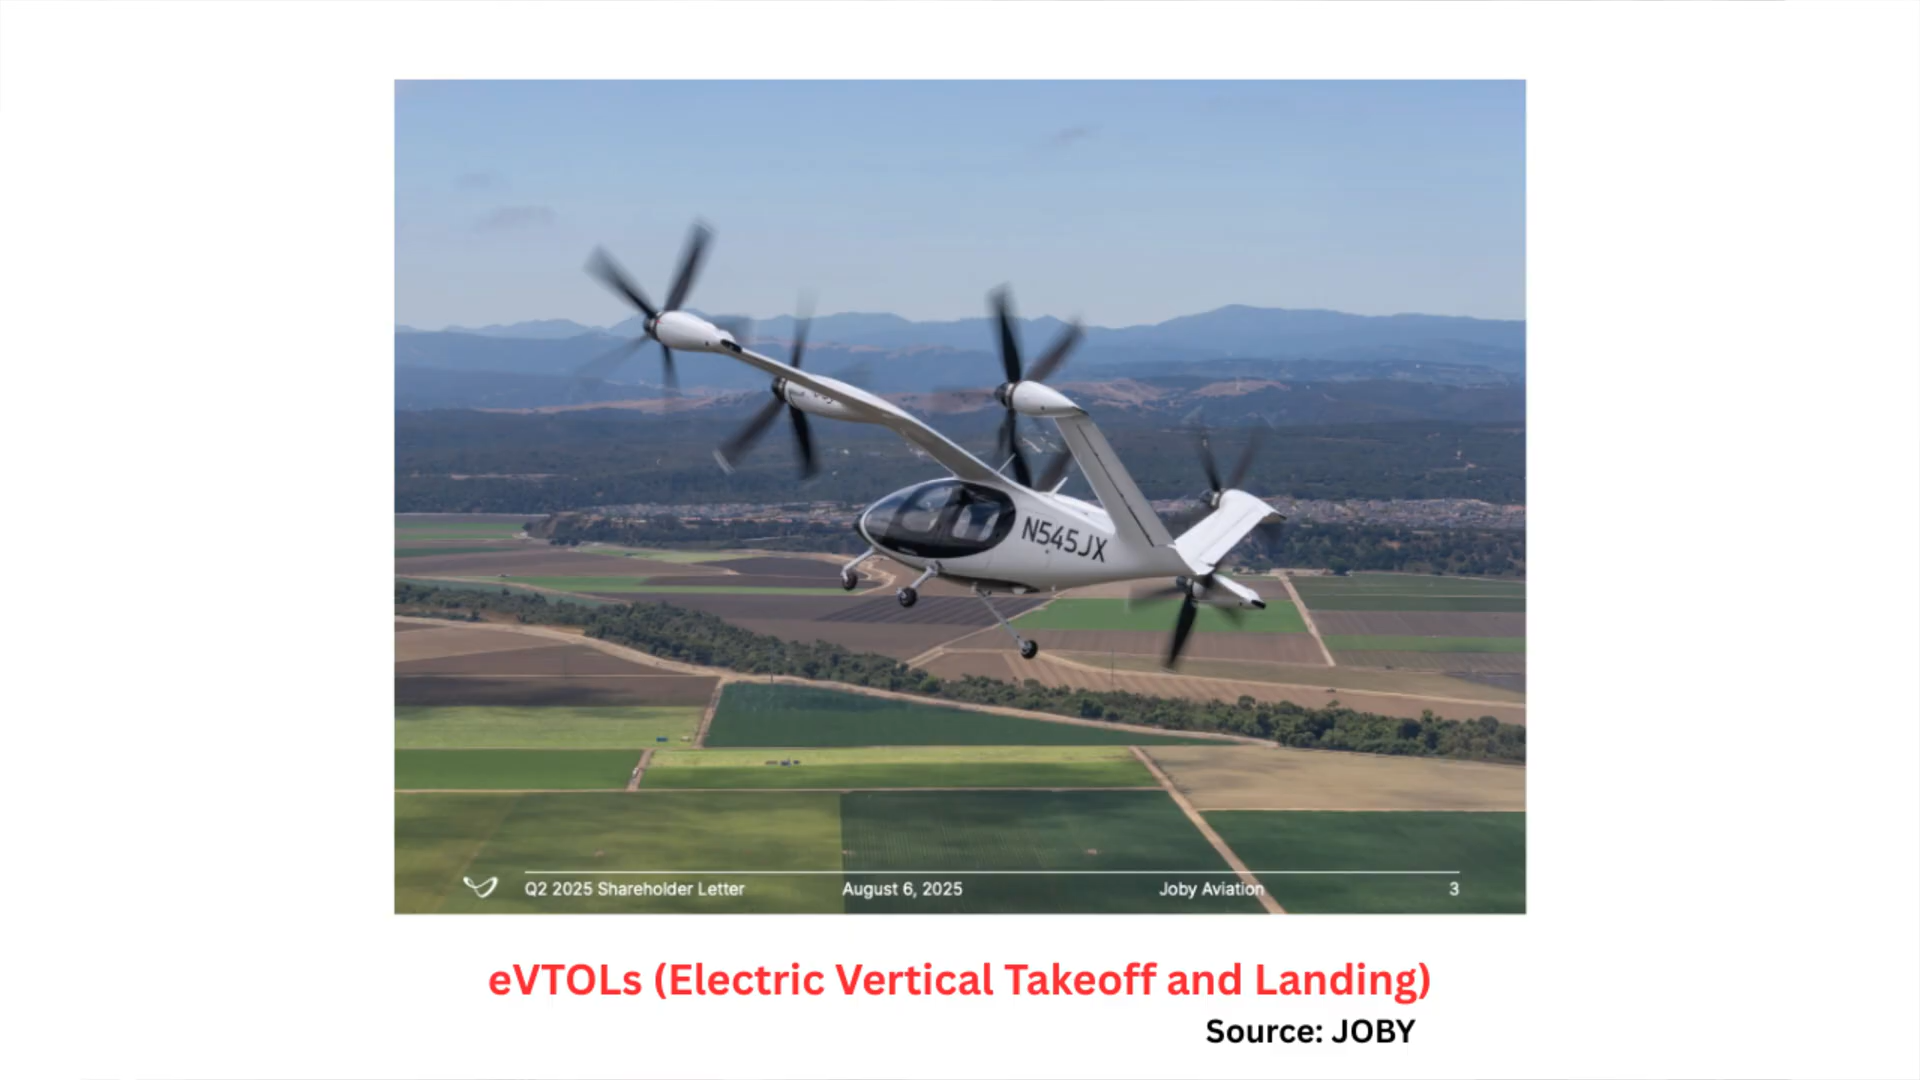 N545JX
Q2 2025 Shareholder Letter August 6, 2025 Joby Aviation 3
eVTOLs (Electric Vertical Takeoff and Landing)
Source: JOBY